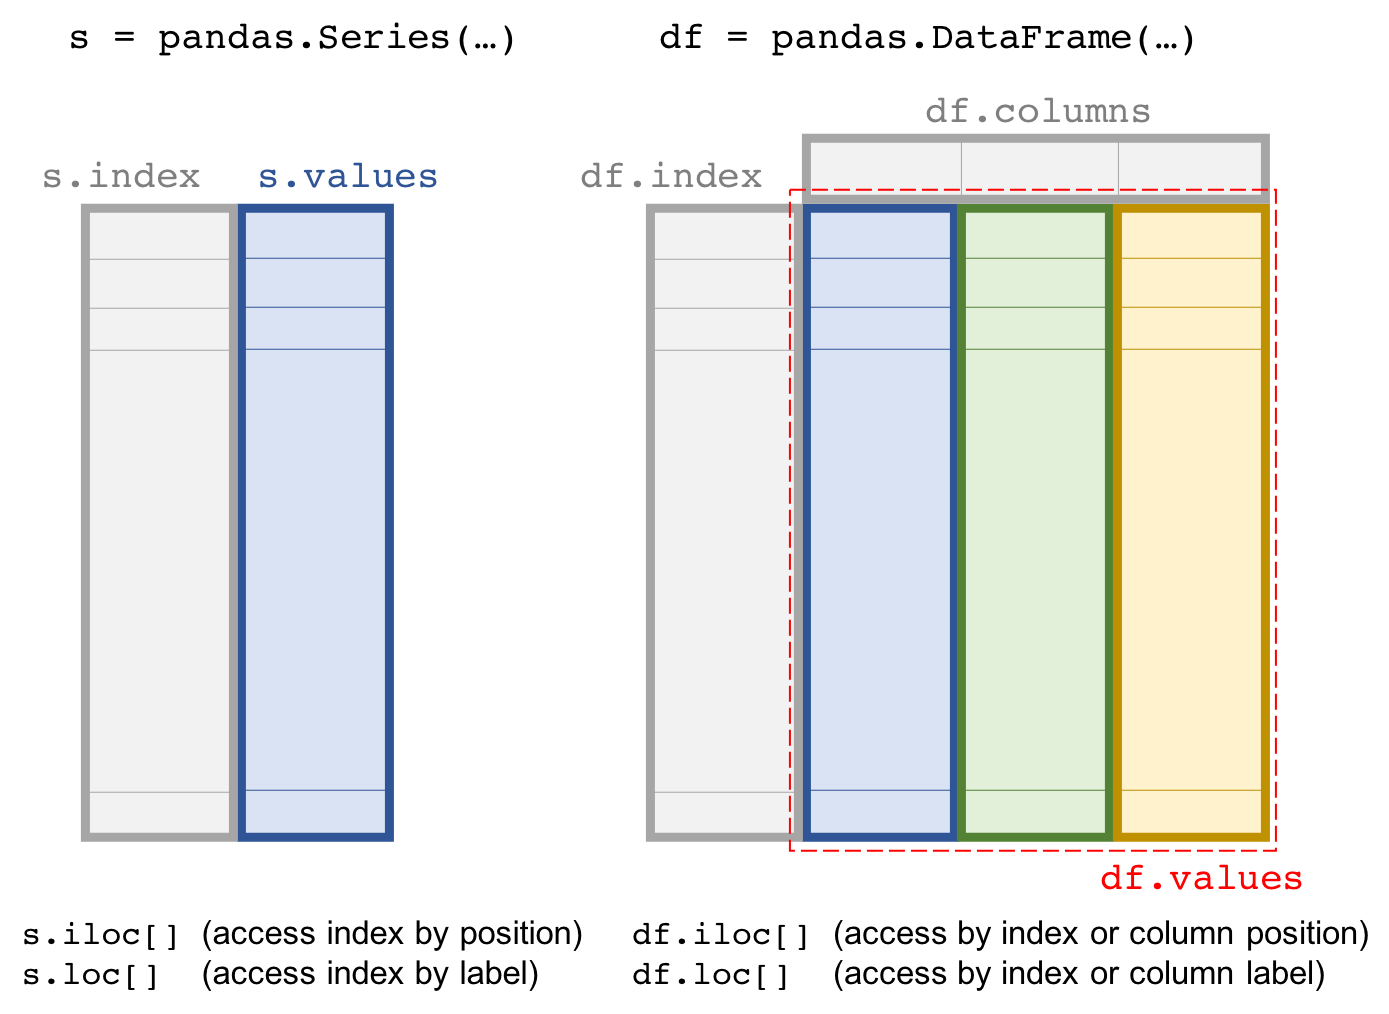 s = pandas.Series(…)
df = pandas.DataFrame(…)
df.columns
s.index
s.values
df.index
df.values
s.iloc[] (access index by position)
s.loc[] (access index by label)
df.iloc[] (access by index or column position)
df.loc[] (access by index or column label)